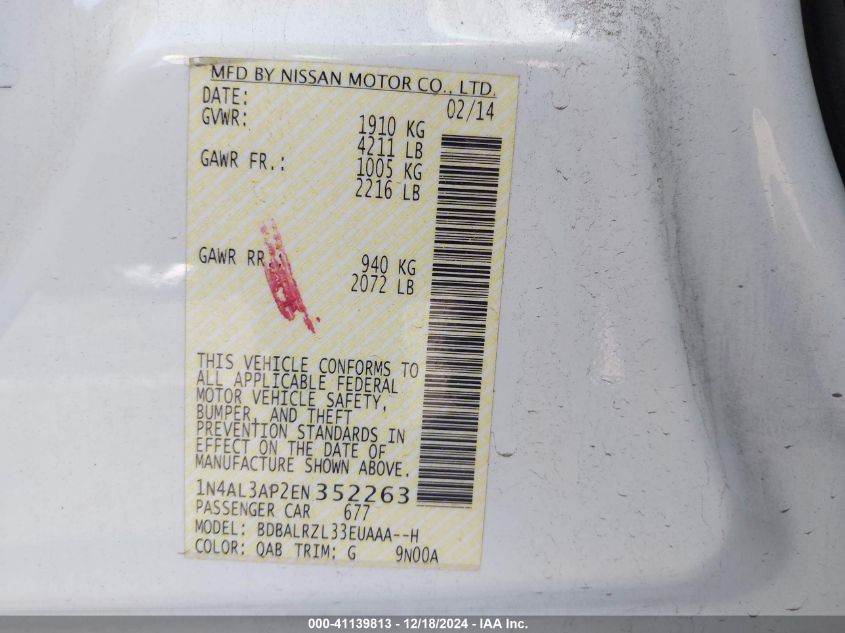 MFD BY NISSAN MOTOR CO., LTD.
DATE: 02/14
GVWR: 1910 KG
4211 LB
GAWR FR.: 1005 KG
2216 LB
GAWR RR.: 940 KG
2072 LB
THIS VEHICLE CONFORMS TO
ALL APPLICABLE FEDERAL
MOTOR VEHICLE SAFETY,
BUMPER, AND THEFT
PREVENTION STANDARDS IN
EFFECT ON THE DATE OF
MANUFACTURE SHOWN ABOVE.
1N4AL3AP2EN352263
PASSENGER CAR 677
MODEL: BDBALRZL33EUAAA--H
COLOR: QAB TRIM: G 9N00A
000-41139813 - 12/18/2024 - IAA Inc.